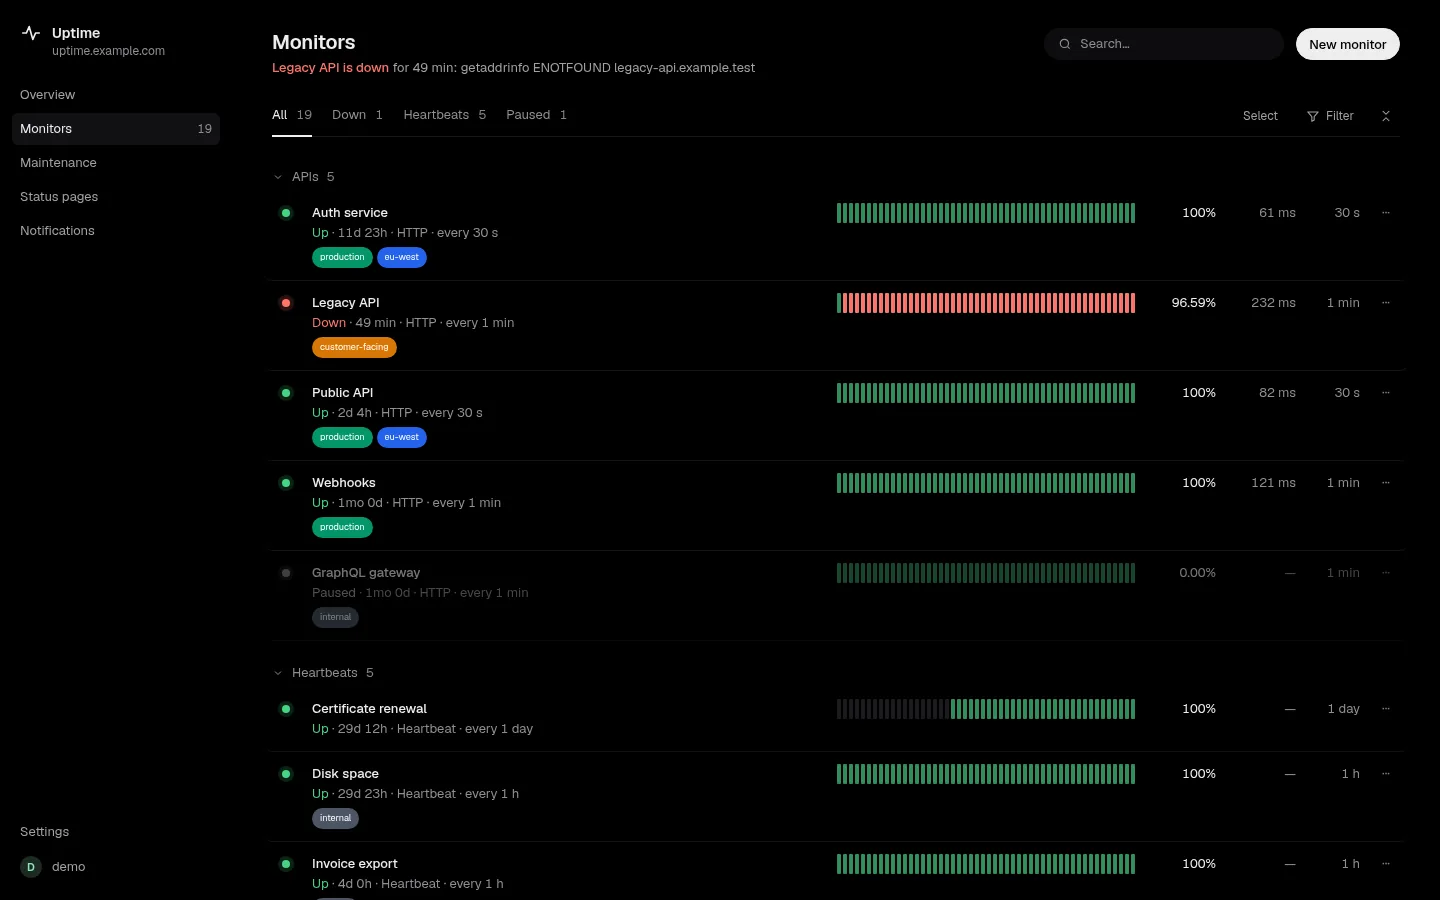 Uptime
uptime.example.com
Overview
Monitors 19
Maintenance
Status pages
Notifications
Settings
D demo
Monitors
Legacy API is down for 49 min: getaddrinfo ENOTFOUND legacy-api.example.test
Search…
New monitor
All 19 Down 1 Heartbeats 5 Paused 1
Select Filter
APIs 5
Auth service 100% 61 ms 30 s
Up · 11d 23h · HTTP · every 30 s
production eu-west
Legacy API 96.59% 232 ms 1 min
Down · 49 min · HTTP · every 1 min
customer-facing
Public API 100% 82 ms 30 s
Up · 2d 4h · HTTP · every 30 s
production eu-west
Webhooks 100% 121 ms 1 min
Up · 1mo 0d · HTTP · every 1 min
production
GraphQL gateway 0.00% — 1 min
Paused · 1mo 0d · HTTP · every 1 min
internal
Heartbeats 5
Certificate renewal 100% — 1 day
Up · 29d 12h · Heartbeat · every 1 day
Disk space 100% — 1 h
Up · 29d 23h · Heartbeat · every 1 h
internal
Invoice export 100% — 1 h
Up · 4d 0h · Heartbeat · every 1 h